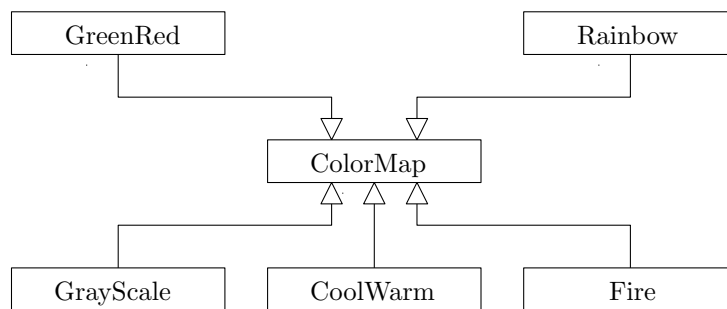 GreenRed
Rainbow
ColorMap
GrayScale
CoolWarm
Fire